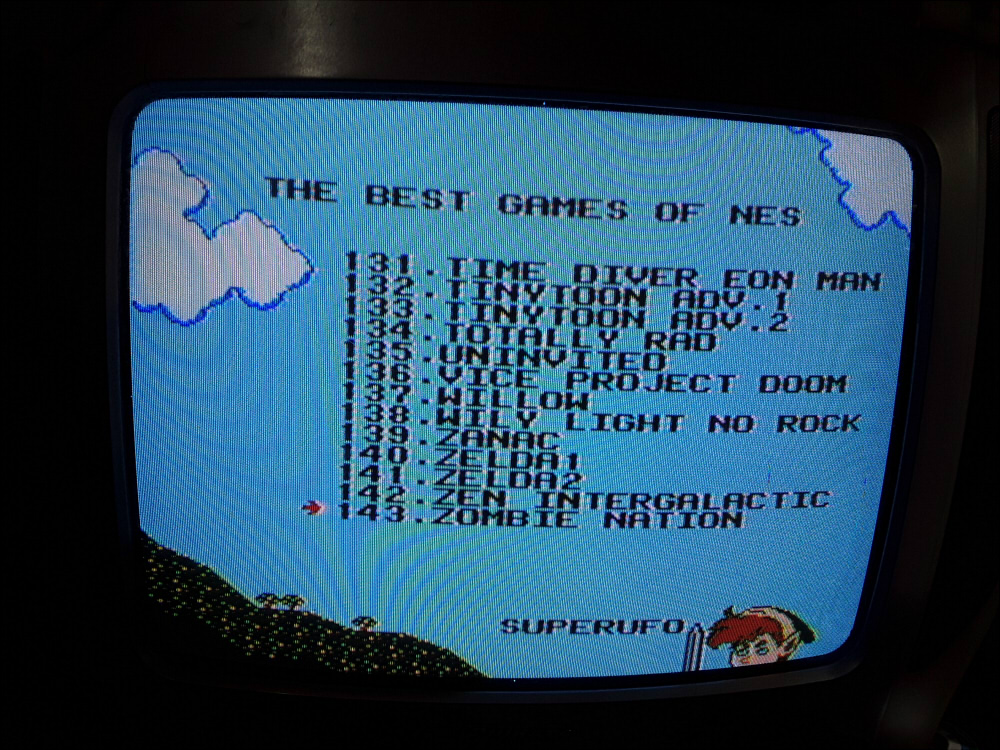 THE BEST GAMES OF NES
131.TIME DIVER EON MAN
132.TINYTOON ADV.1
133.TINYTOON ADV.2
134.TOTALLY RAD
135.UNINVITED
136.VICE PROJECT DOOM
137.WILLOW
138.WILY LIGHT NO ROCK
139.ZANAC
140.ZELDA1
141.ZELDA2
142.ZEN INTERGALACTIC
143.ZOMBIE NATION
SUPERUFO